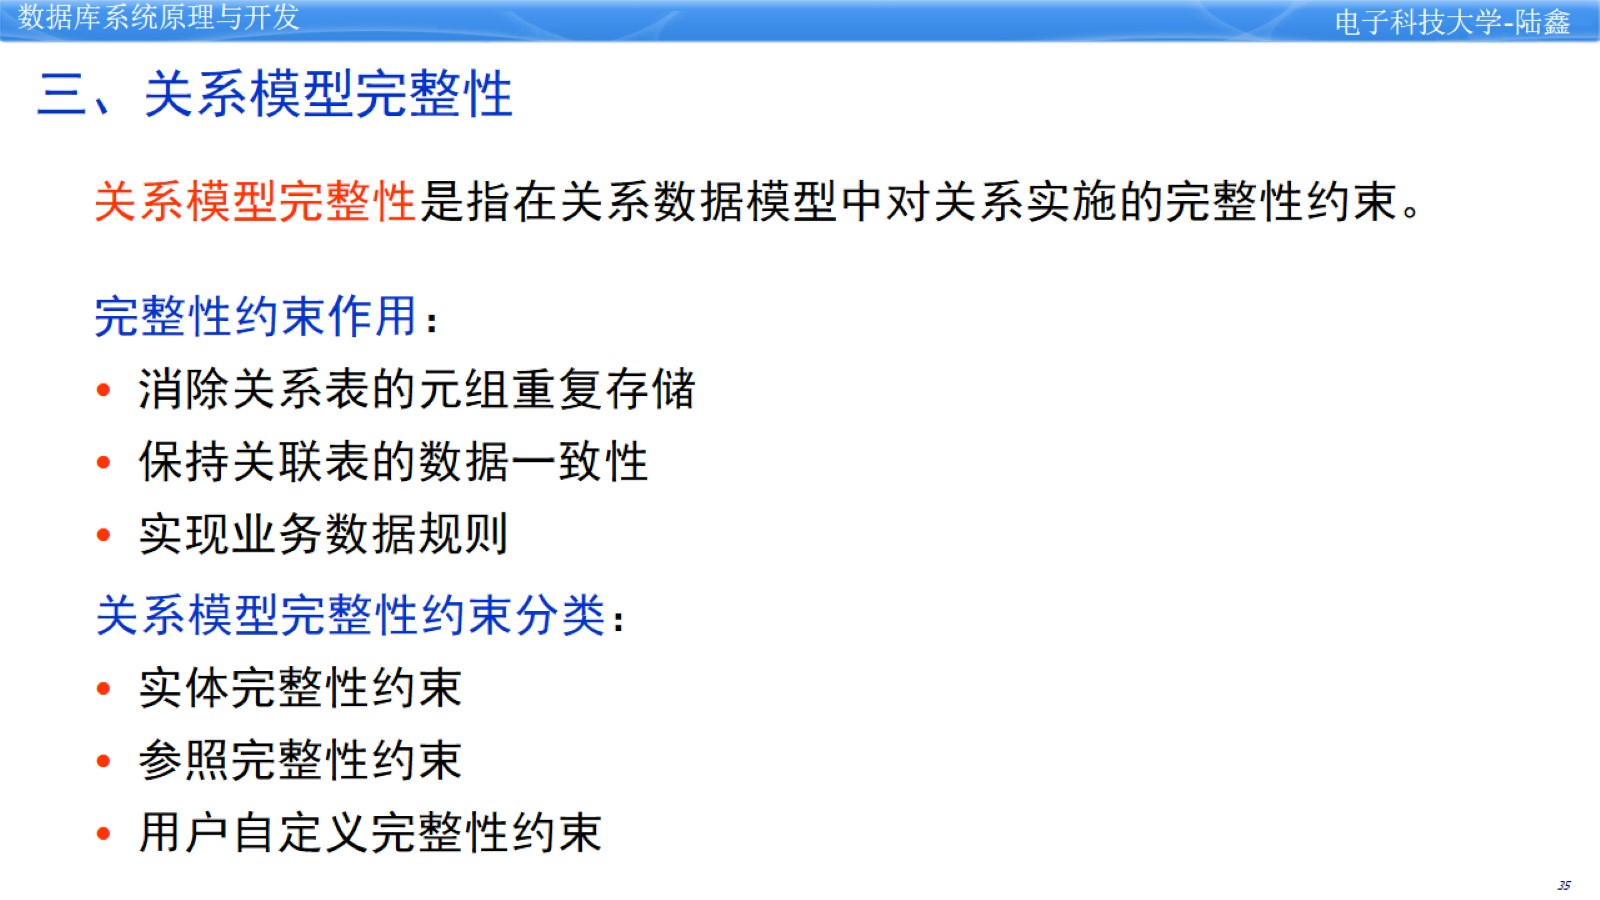 数据库系统原理与开发
电子科技大学-陆鑫
三、关系模型完整性
关系模型完整性是指在关系数据模型中对关系实施的完整性约束。
完整性约束作用：
• 消除关系表的元组重复存储
• 保持关联表的数据一致性
• 实现业务数据规则
关系模型完整性约束分类：
• 实体完整性约束
• 参照完整性约束
• 用户自定义完整性约束
35